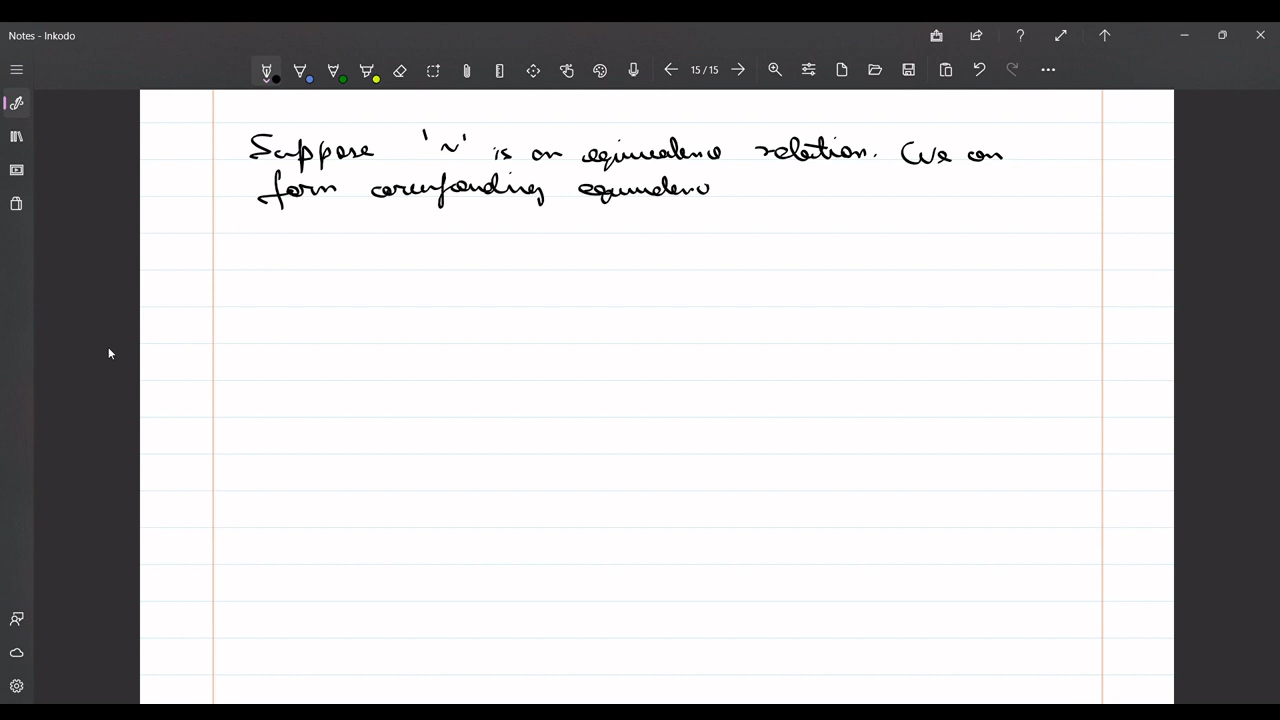 Notes - Inkodo
15 / 15
Suppose '~' is an equivalence relation. We can
form corresponding equivalence